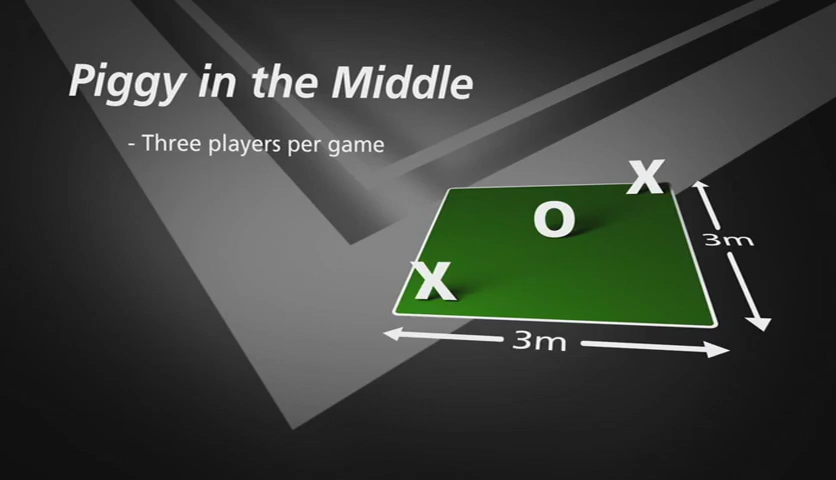 Piggy in the Middle
- Three players per game
X
O
3m
X
3m